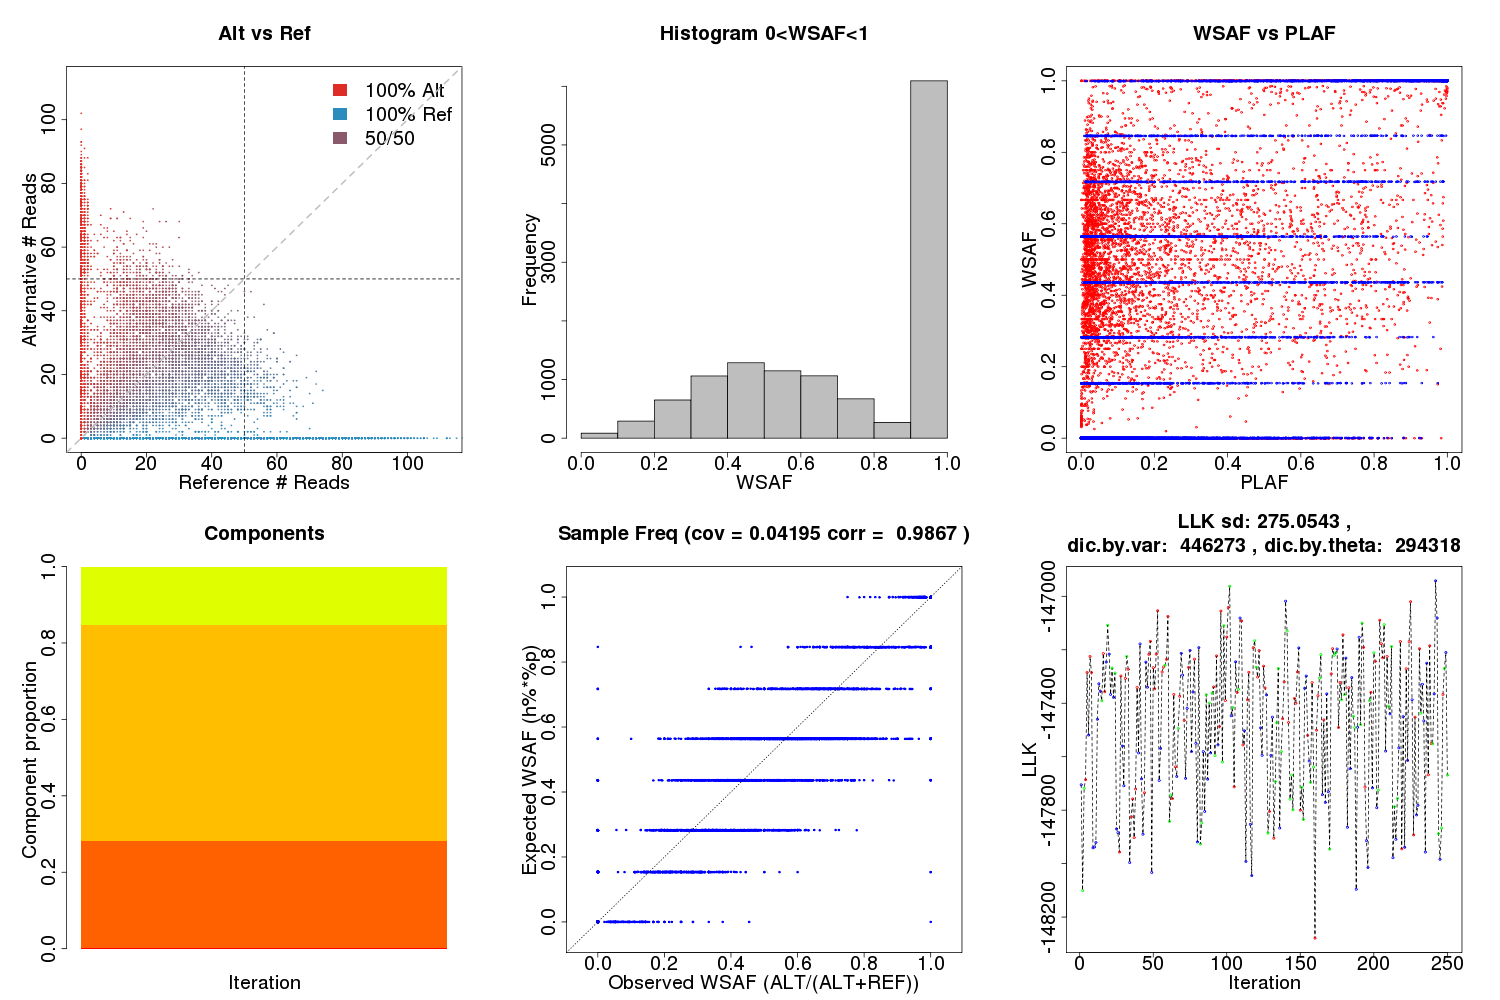 Alt vs Ref
100% Alt
100% Ref
50/50
Alternative # Reads
0 20 40 60 80 100
0 20 40 60 80 100
Reference # Reads
Histogram 0<WSAF<1
Frequency
0 1000 3000 5000
0.0 0.2 0.4 0.6 0.8 1.0
WSAF
WSAF vs PLAF
WSAF
0.0 0.2 0.4 0.6 0.8 1.0
0.0 0.2 0.4 0.6 0.8 1.0
PLAF
Components
Component proportion
0.0 0.2 0.4 0.6 0.8 1.0
Iteration
Sample Freq (cov = 0.04195 corr = 0.9867 )
Expected WSAF (h%*%p)
0.0 0.2 0.4 0.6 0.8 1.0
0.0 0.2 0.4 0.6 0.8 1.0
Observed WSAF (ALT/(ALT+REF))
LLK sd: 275.0543 ,
dic.by.var: 446273 , dic.by.theta: 294318
LLK
-148200 -147800 -147400 -147000
0 50 100 150 200 250
Iteration